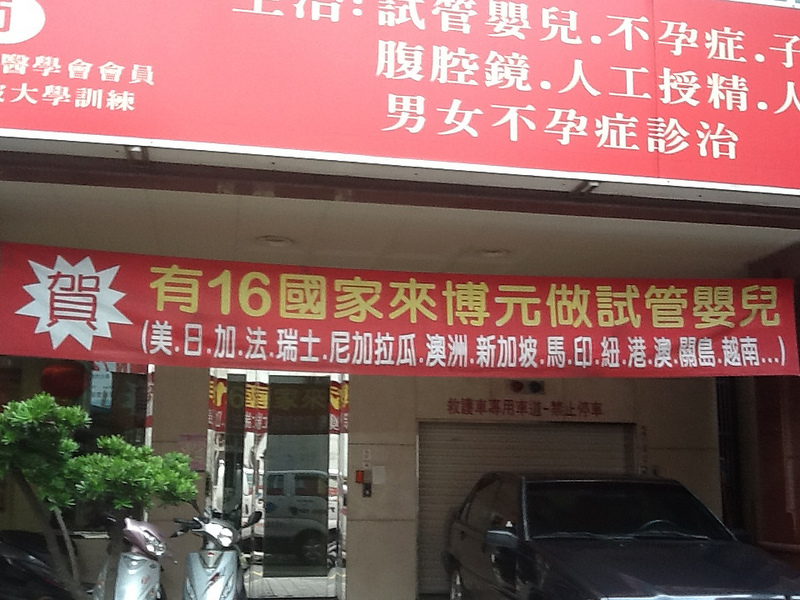 主治:試管嬰兒.不孕症.子
腹腔鏡.人工授精.人
男女不孕症診治
醫學會會員
大學訓練
賀
有16國家來博元做試管嬰兒
(美.日.加.法.瑞士.尼加拉瓜.澳洲.新加坡.馬.印.紐.港.澳.關島.越南...)
救護車專用車道-禁止停車